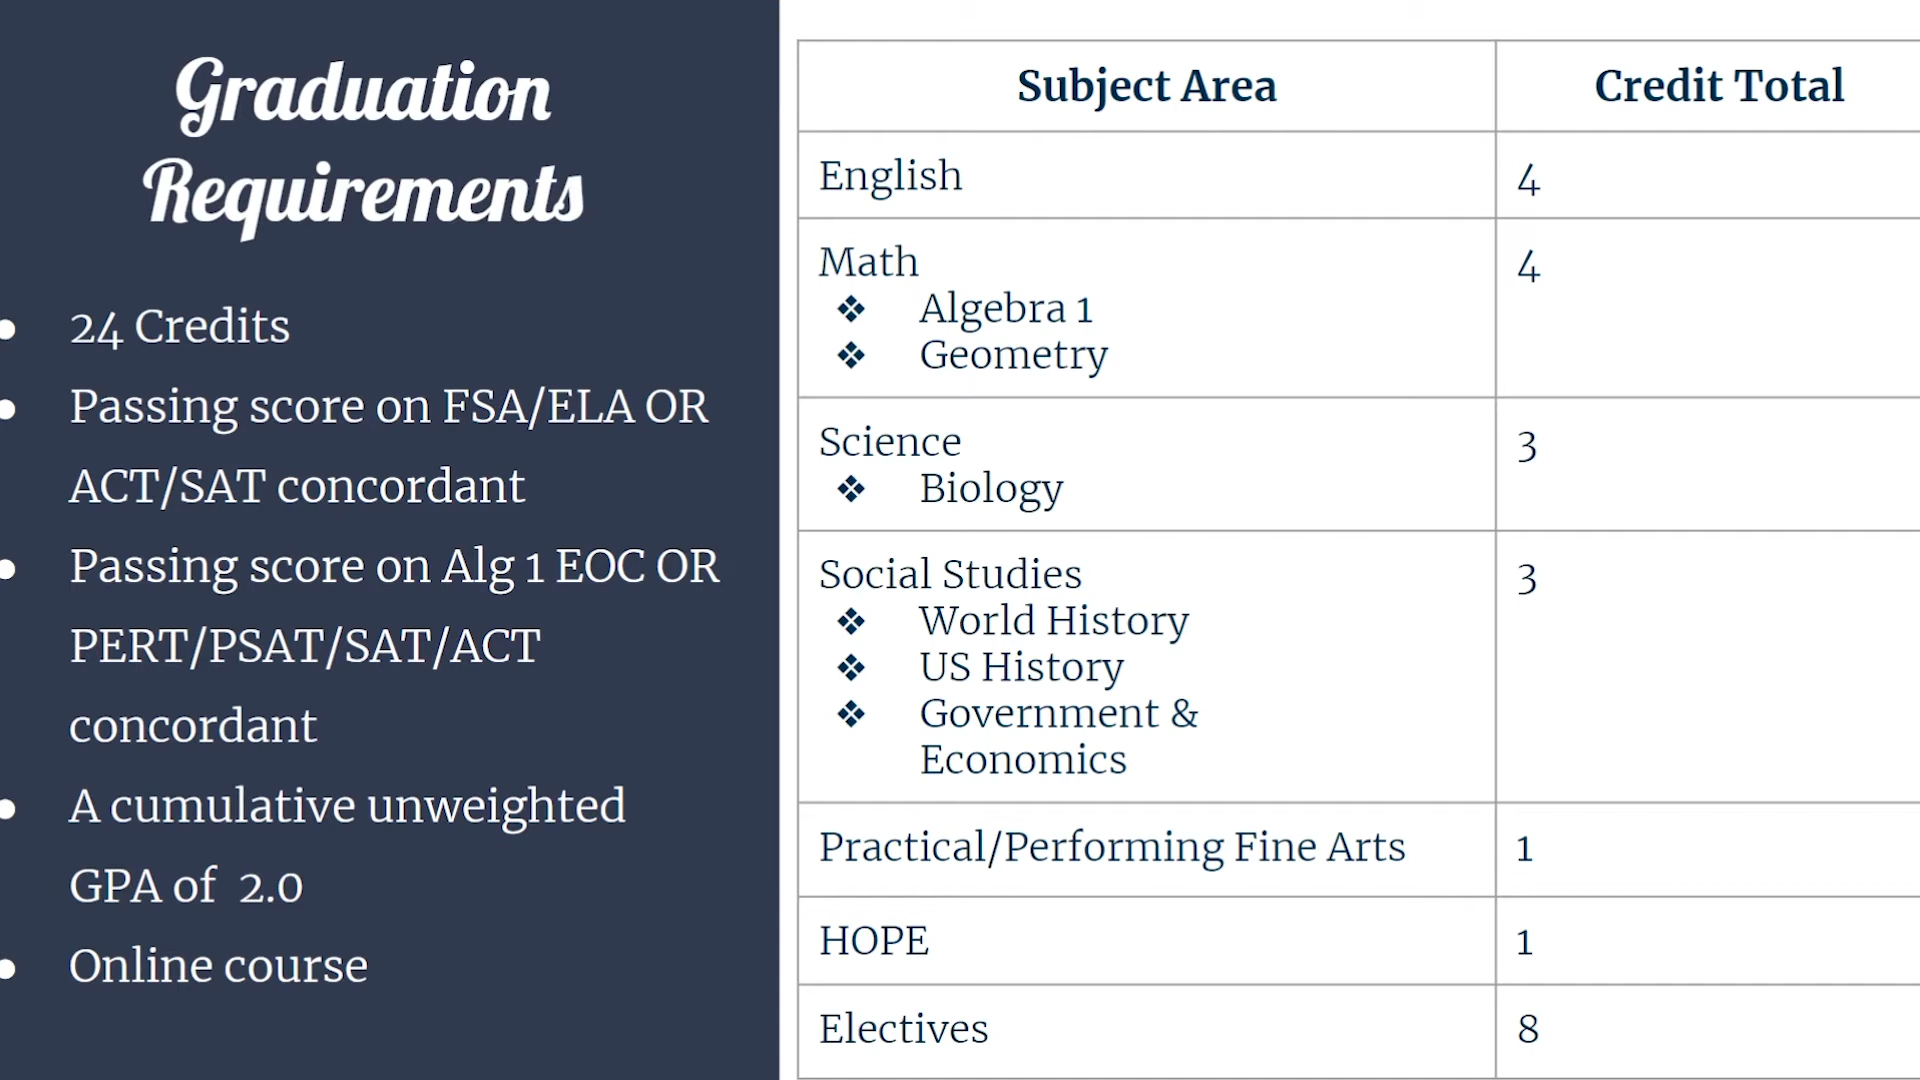 Graduation
Requirements
24 Credits
Passing score on FSA/ELA OR
ACT/SAT concordant
Passing score on Alg 1 EOC OR
PERT/PSAT/SAT/ACT
concordant
A cumulative unweighted
GPA of 2.0
Online course
Subject Area Credit Total
English 4
Math 4
Algebra 1
Geometry
Science 3
Biology
Social Studies 3
World History
US History
Government &
Economics
Practical/Performing Fine Arts 1
HOPE 1
Electives 8